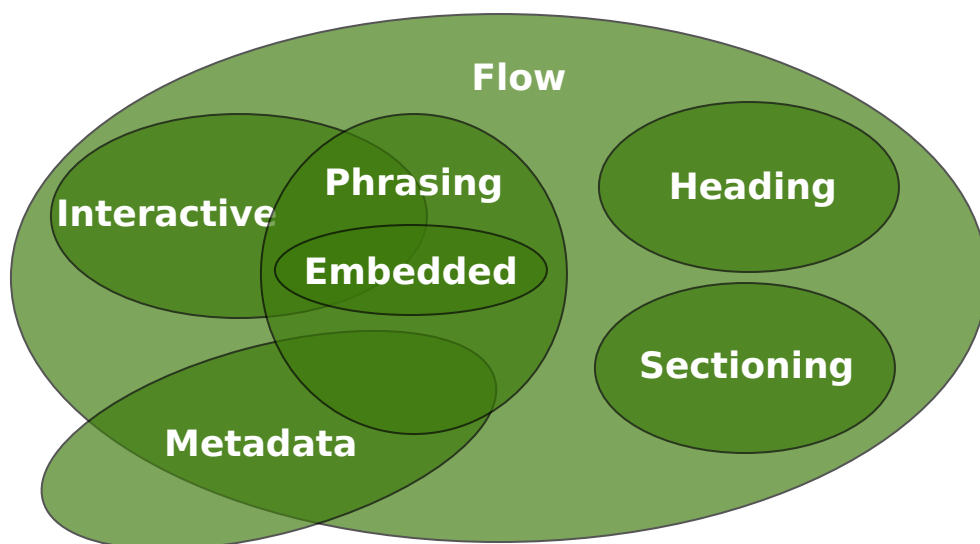 Flow
Phrasing
Heading
Interactive
Embedded
Sectioning
Metadata